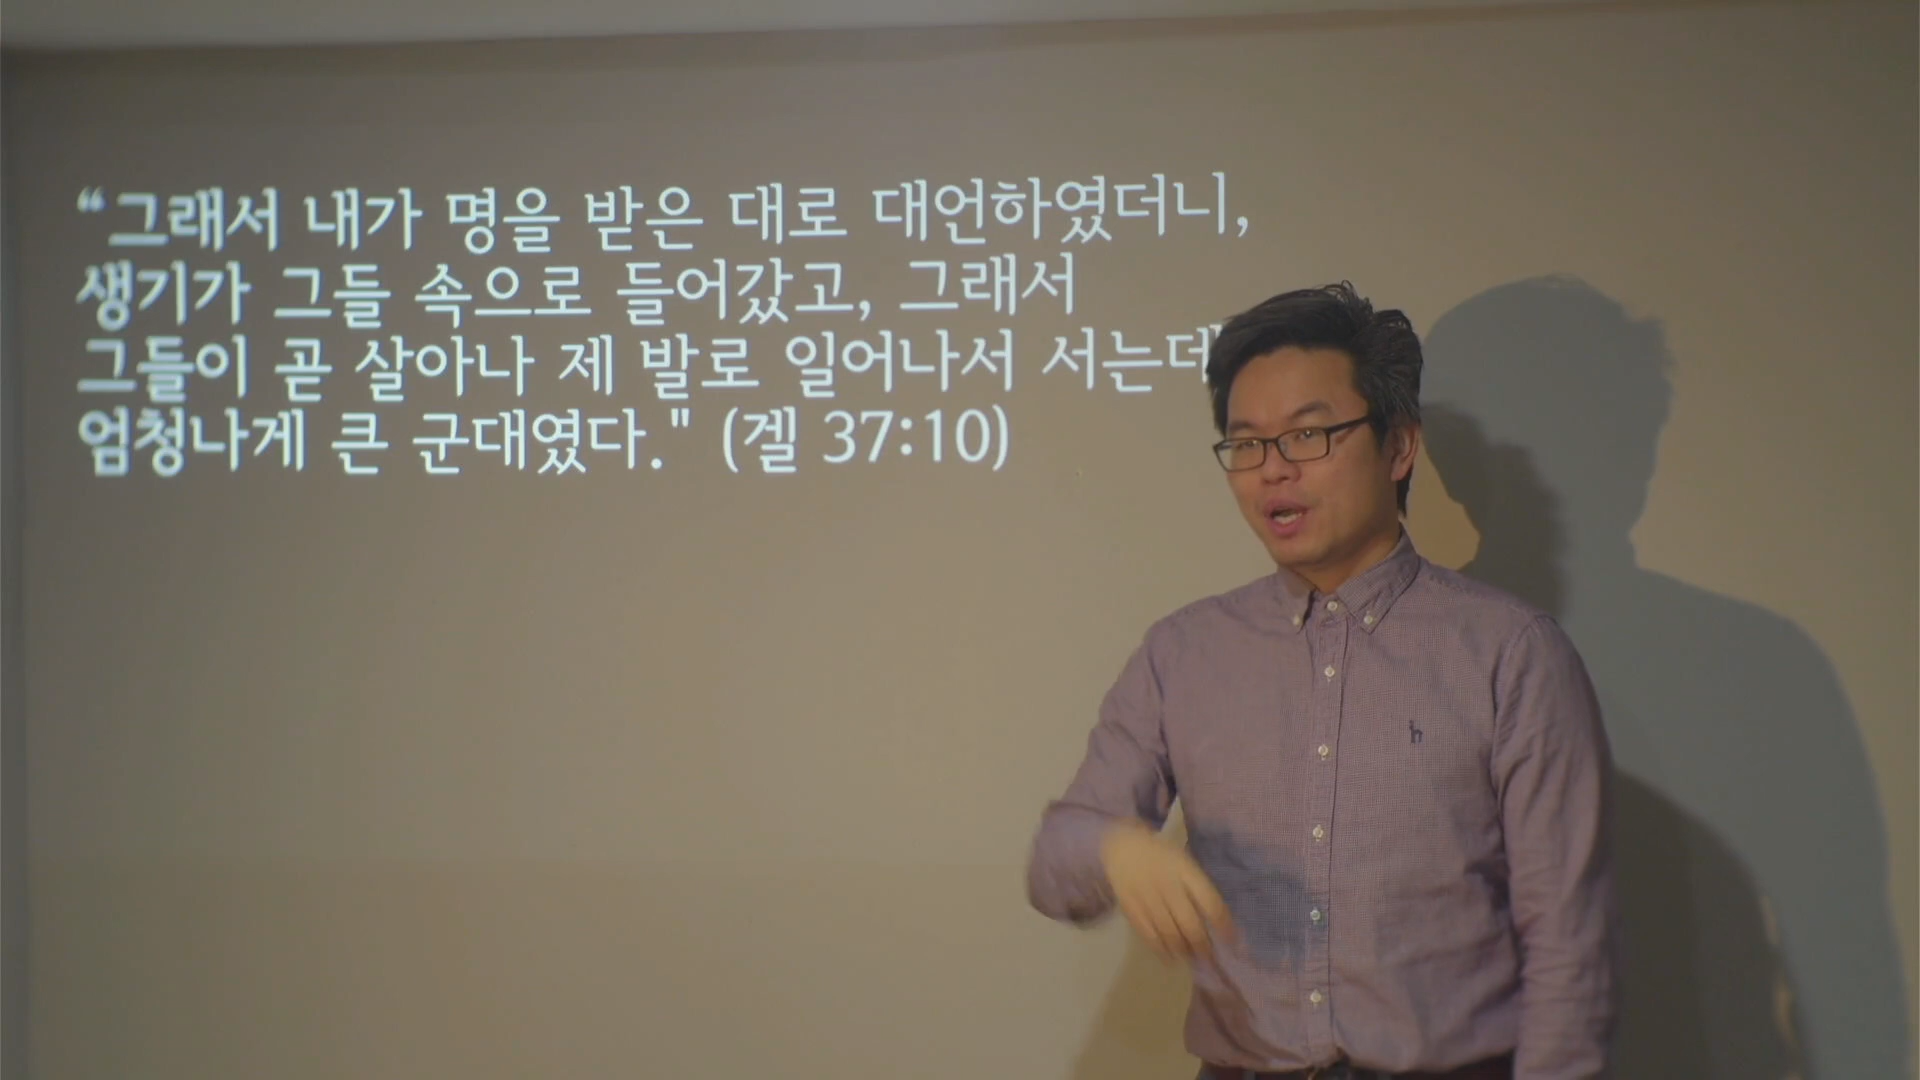 “그래서 내가 명을 받은 대로 대언하였더니,
생기가 그들 속으로 들어갔고, 그래서
그들이 곧 살아나 제 발로 일어나서 서는데
엄청나게 큰 군대였다." (겔 37:10)